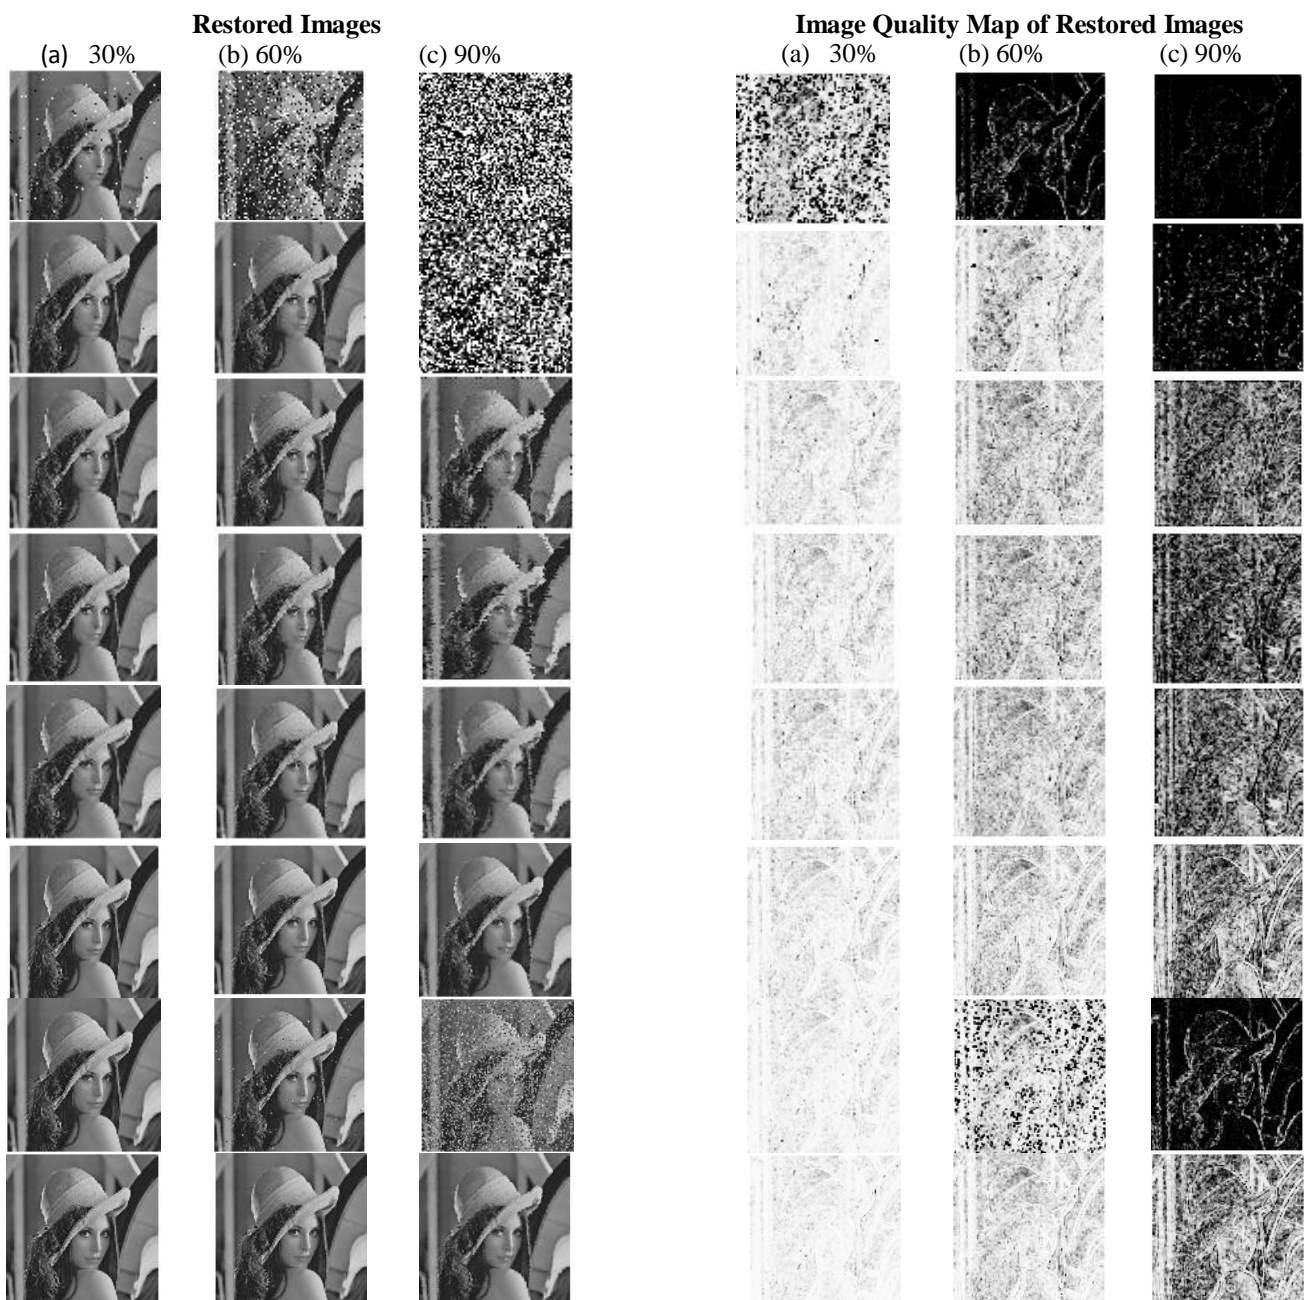 Restored Images
(a) 30% (b) 60% (c) 90%
Image Quality Map of Restored Images
(a) 30% (b) 60% (c) 90%